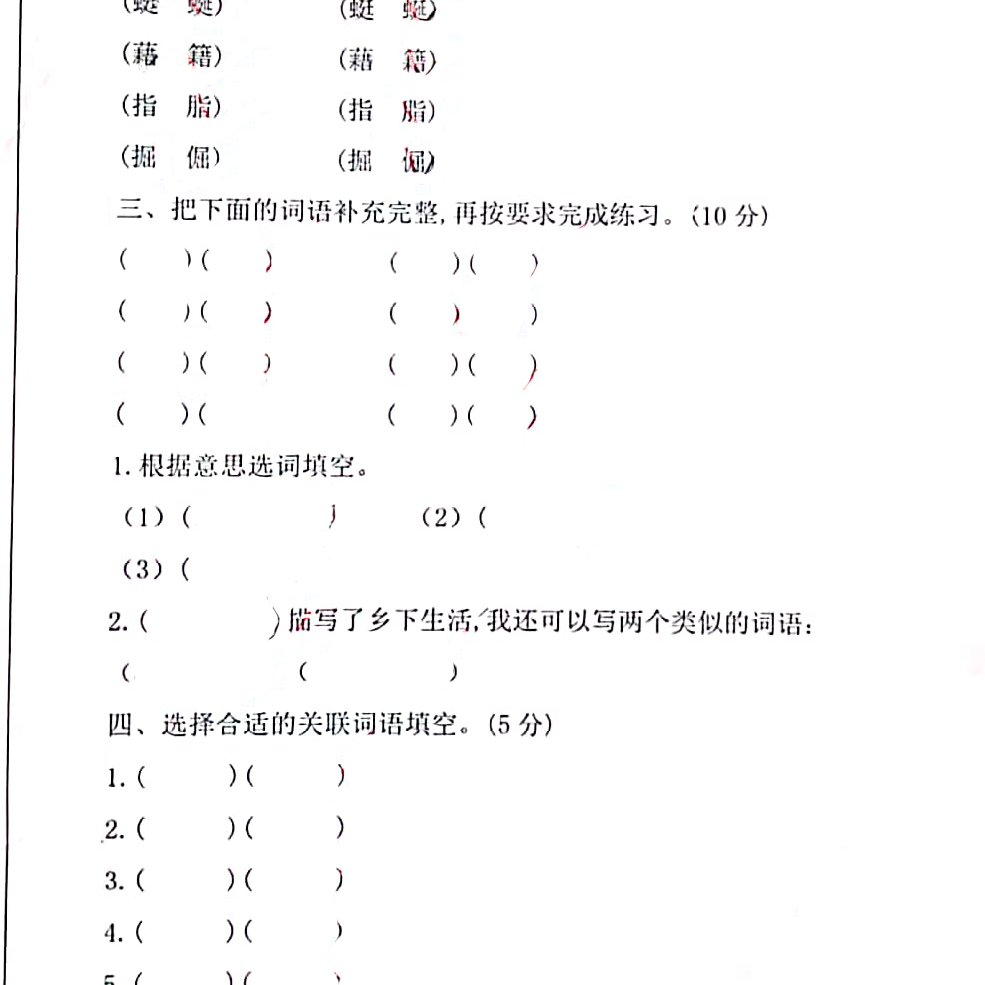 (蜓 蜒) (蜓 蜒)
(藉 籍) (藉 籍)
(指 脂) (指 脂)
(掘 倔) (掘 倔)
三、把下面的词语补充完整,再按要求完成练习。(10 分)
( )( ) ( )( )
( )( ) ( ) )
( )( ) ( )( )
( )( ( )( )
1.根据意思选词填空。
(1) ( ) (2) (
(3) (
2. ( )描写了乡下生活,我还可以写两个类似的词语:
( ( )
四、选择合适的关联词语填空。(5 分)
1. ( )( )
2. ( )( )
3. ( )( )
4. ( )( )
5. ( )( )